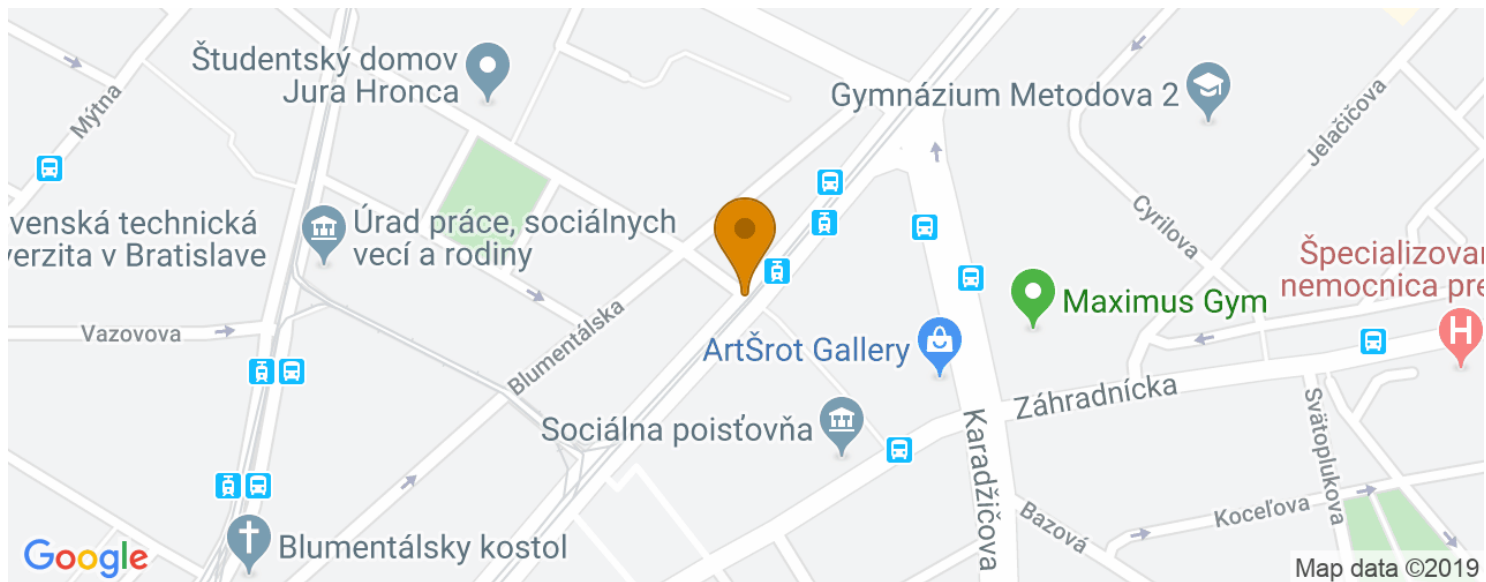 Študentský domov
Jura Hronca
Mýtna
Gymnázium Metodova 2
Jelačičova
Cyrilova
venská technická
verzita v Bratislave
Úrad práce, sociálnych
vecí a rodiny
Špecializovan
nemocnica pre
Maximus Gym
Vazovova
Blumentálska
ArtŠrot Gallery
Záhradnícka
Svätoplukova
Sociálna poisťovňa
Karadžičova
Koceľova
Bazová
Blumentálsky kostol
Google
Map data ©2019